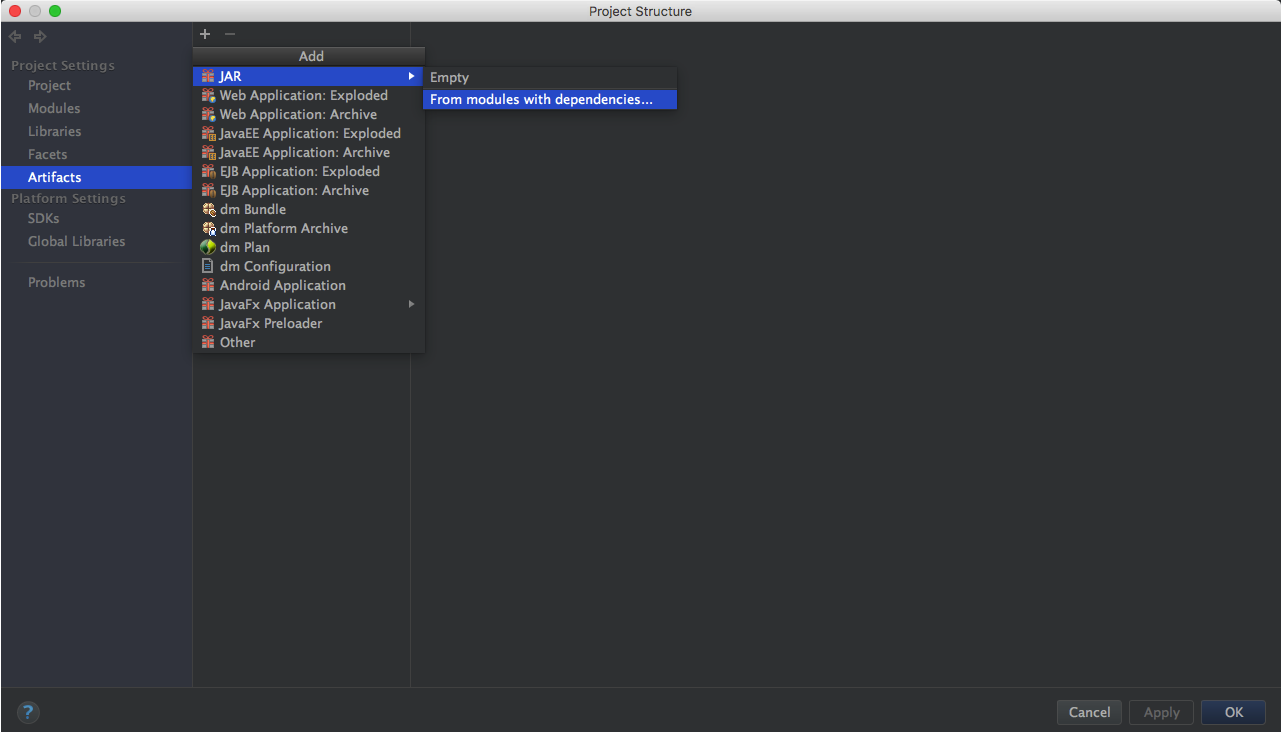 Project Structure
Project Settings
Project
Modules
Libraries
Facets
Artifacts
Platform Settings
SDKs
Global Libraries
Problems
+ −
Add
JAR
Web Application: Exploded
Web Application: Archive
JavaEE Application: Exploded
JavaEE Application: Archive
EJB Application: Exploded
EJB Application: Archive
dm Bundle
dm Platform Archive
dm Plan
dm Configuration
Android Application
JavaFx Application
JavaFx Preloader
Other
Empty
From modules with dependencies...
?
Cancel
Apply
OK